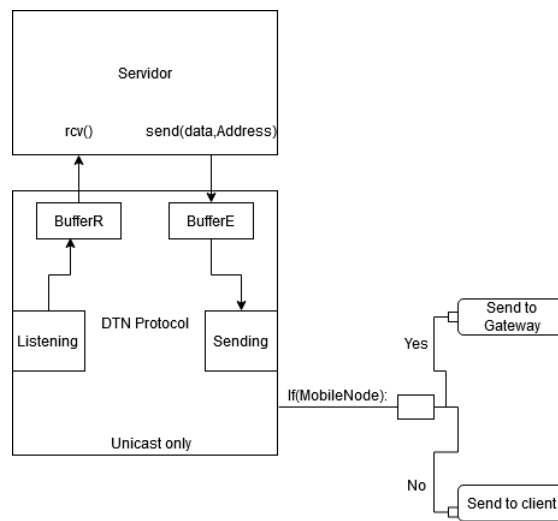 Servidor
rcv()
send(data,Address)
BufferR
BufferE
Listening
DTN Protocol
Sending
Unicast only
If(MobileNode):
Yes
Send to
Gateway
No
Send to client